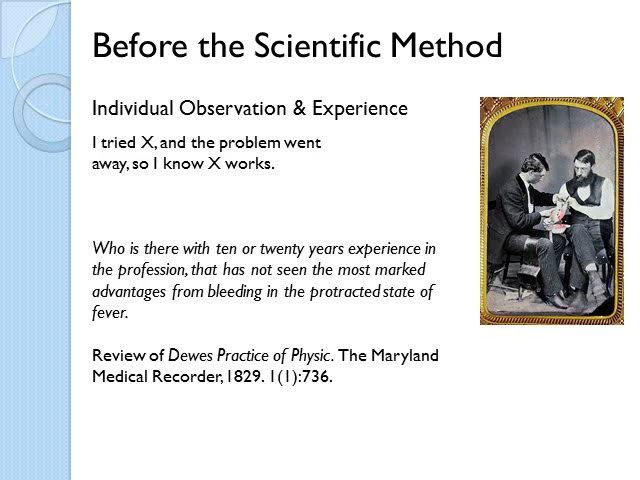 Before the Scientific Method
Individual Observation & Experience
I tried X, and the problem went
away, so I know X works.
Who is there with ten or twenty years experience in
the profession, that has not seen the most marked
advantages from bleeding in the protracted state of
fever.
Review of Dewes Practice of Physic. The Maryland
Medical Recorder, 1829. 1(1):736.